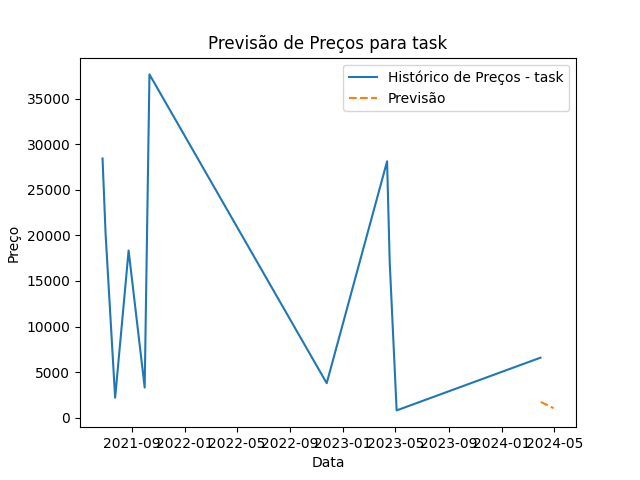 Previsão de Preços para task
Histórico de Preços - task
Previsão
Preço
35000
30000
25000
20000
15000
10000
5000
0
2021-09 2022-01 2022-05 2022-09 2023-01 2023-05 2023-09 2024-01 2024-05
Data